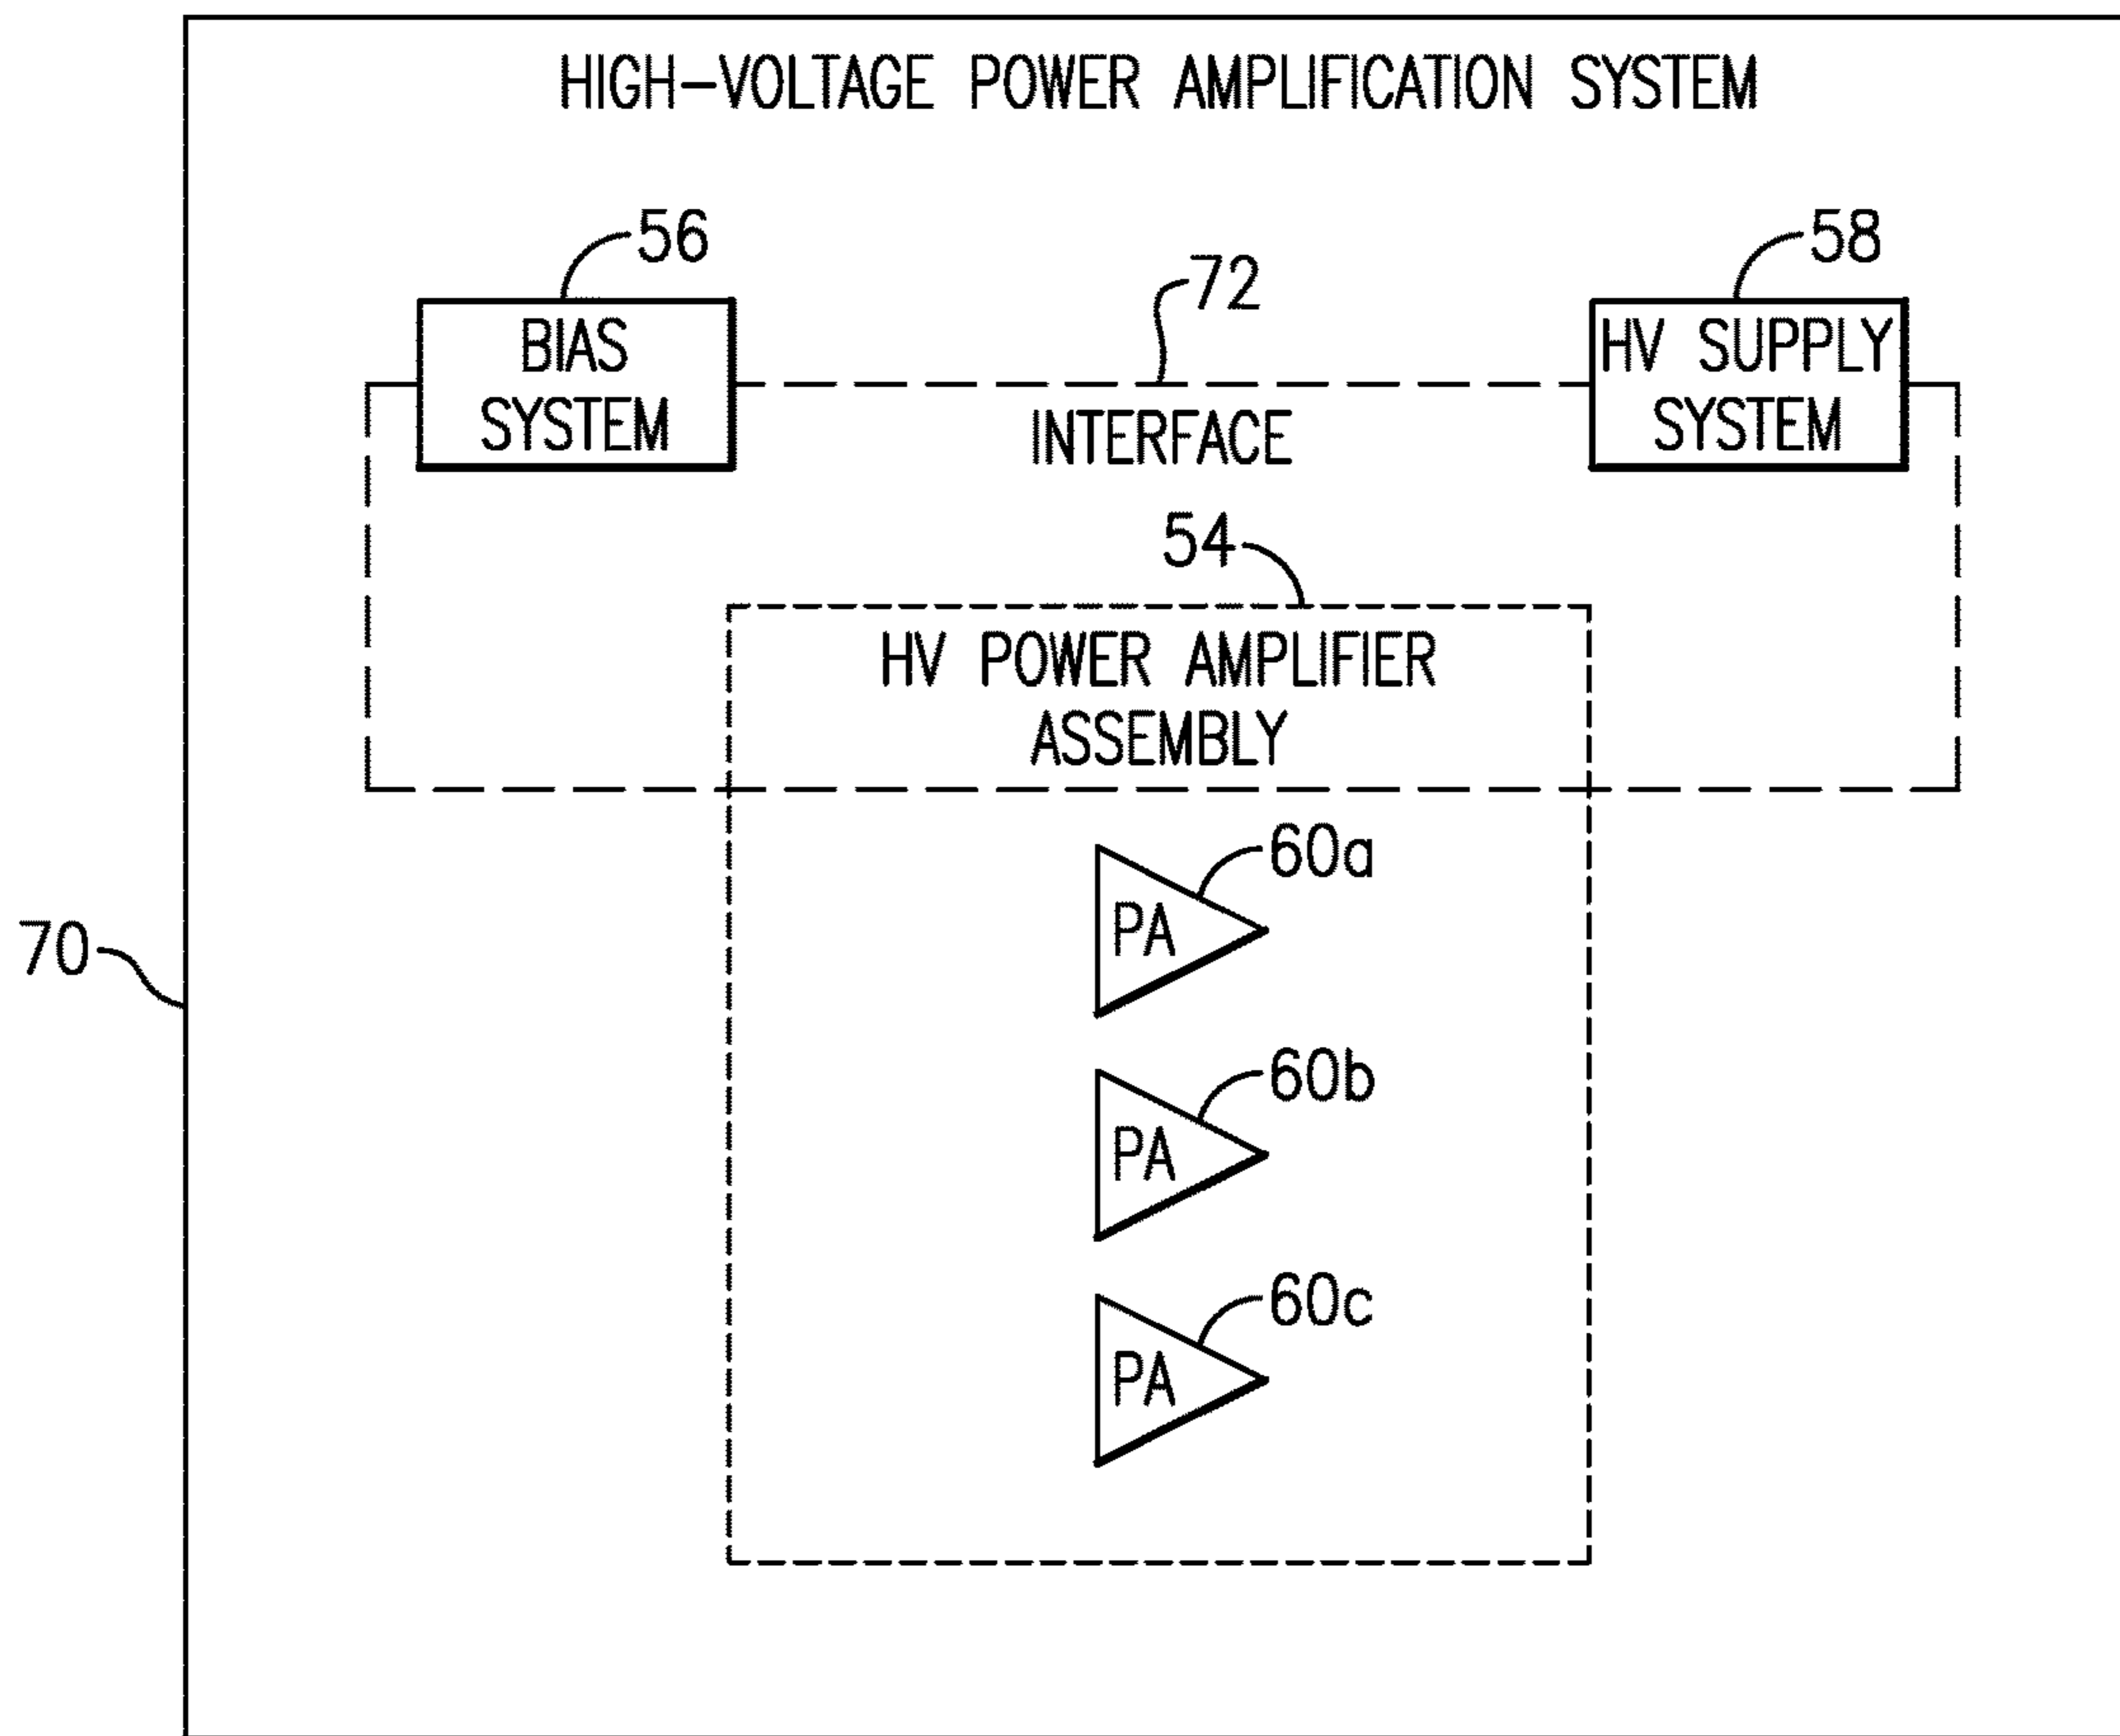 HIGH-VOLTAGE POWER AMPLIFICATION SYSTEM
56
58
72
BIAS
SYSTEM
HV SUPPLY
SYSTEM
INTERFACE
54
HV POWER AMPLIFIER
ASSEMBLY
60a
PA
70
60b
PA
60c
PA